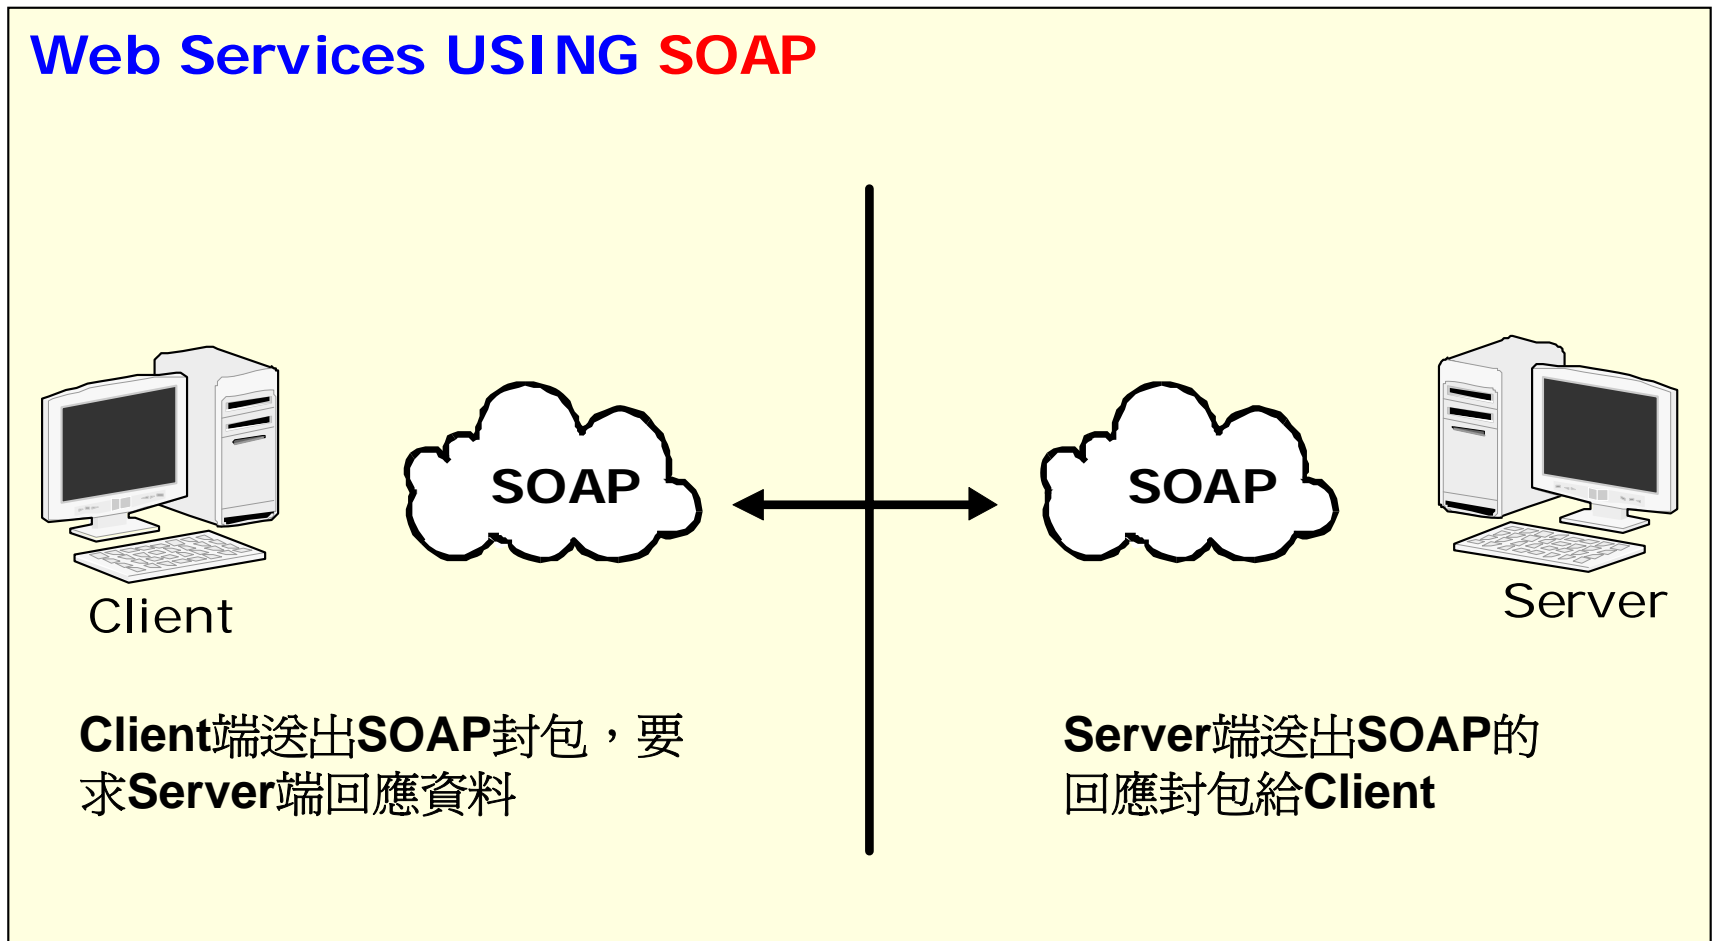 Web Services USING SOAP
SOAP
SOAP
Client
Server
Client端送出SOAP封包，要
求Server端回應資料
Server端送出SOAP的
回應封包給Client